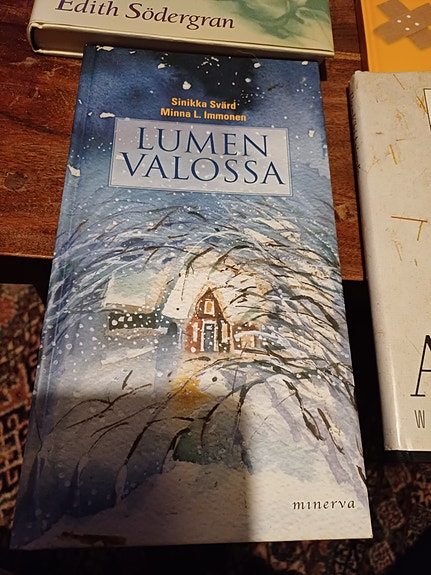 Edith Södergran
Sinikka Svärd
Minna L. Immonen
LUMEN
VALOSSA
minerva